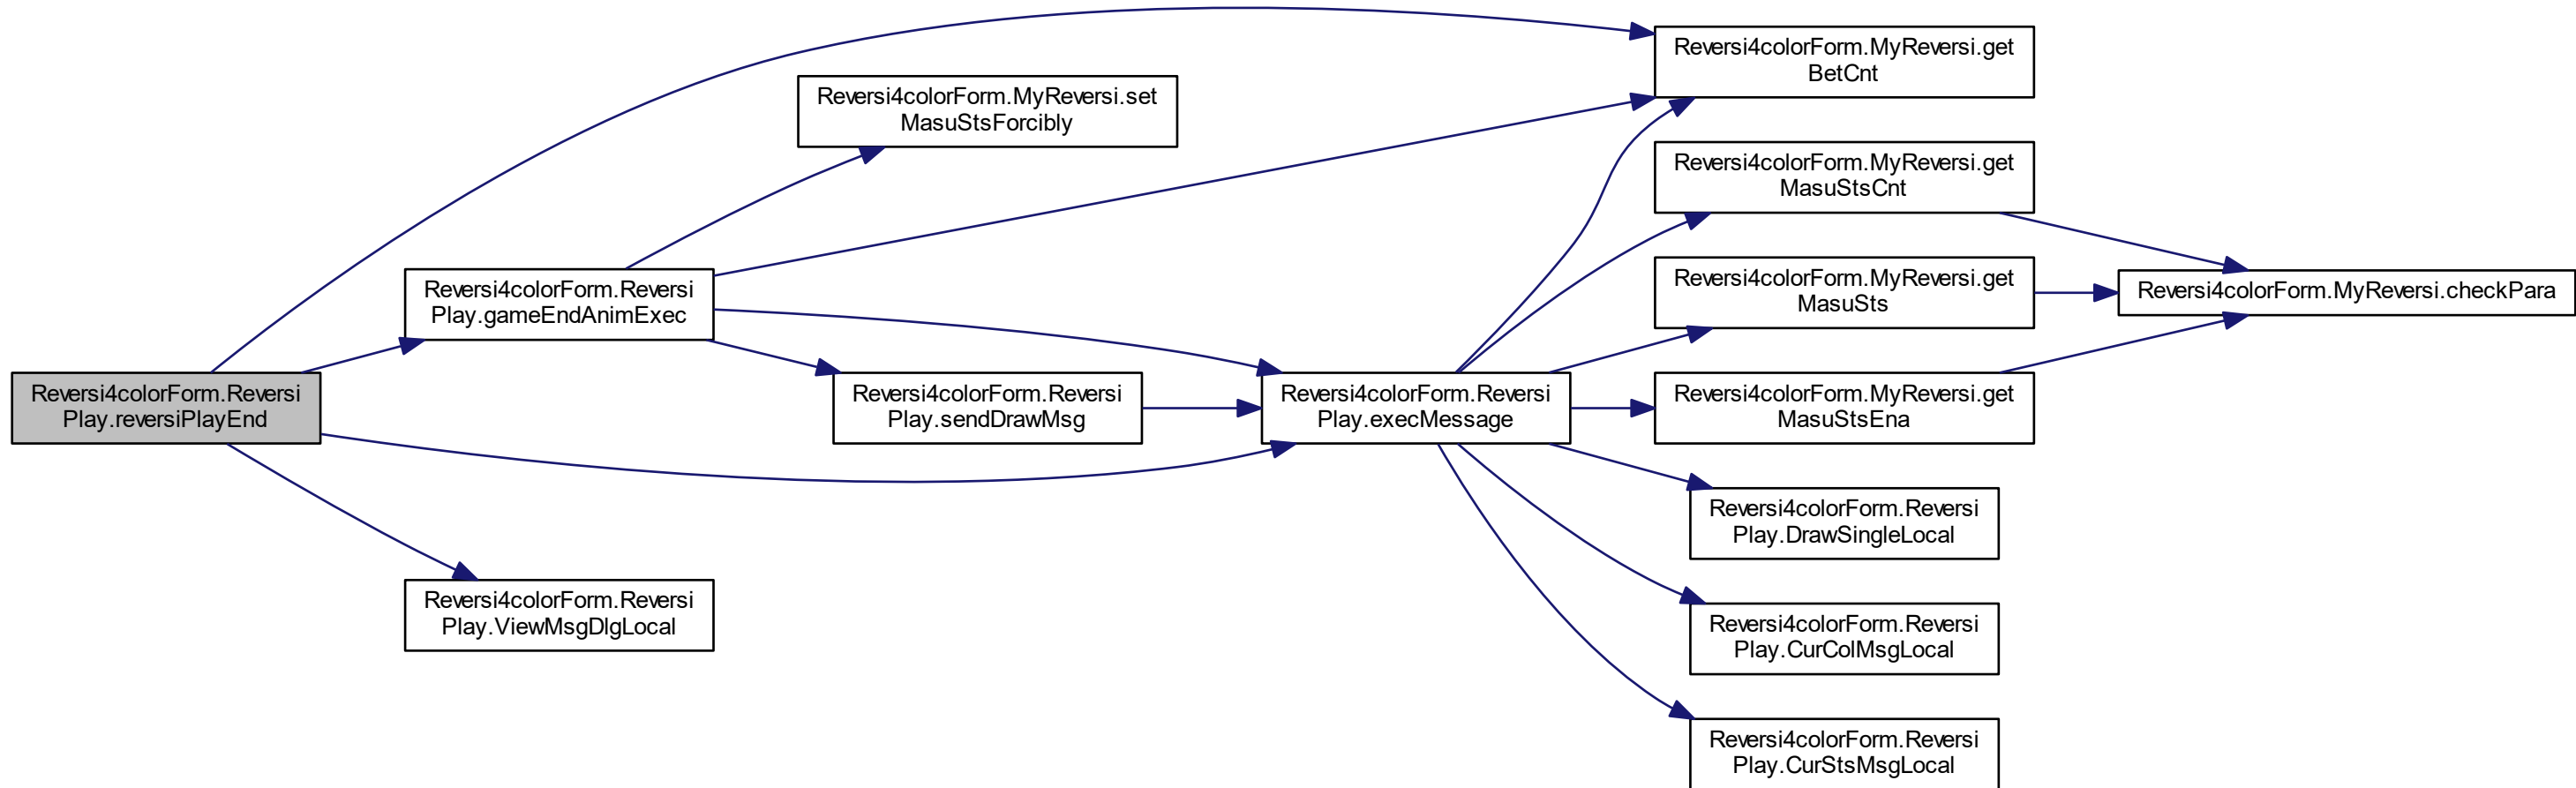 Reversi4colorForm.Reversi
Play.reversiPlayEnd
Reversi4colorForm.Reversi
Play.gameEndAnimExec
Reversi4colorForm.Reversi
Play.ViewMsgDlgLocal
Reversi4colorForm.MyReversi.set
MasuStsForcibly
Reversi4colorForm.Reversi
Play.sendDrawMsg
Reversi4colorForm.Reversi
Play.execMessage
Reversi4colorForm.MyReversi.get
BetCnt
Reversi4colorForm.MyReversi.get
MasuStsCnt
Reversi4colorForm.MyReversi.get
MasuSts
Reversi4colorForm.MyReversi.get
MasuStsEna
Reversi4colorForm.Reversi
Play.DrawSingleLocal
Reversi4colorForm.Reversi
Play.CurColMsgLocal
Reversi4colorForm.Reversi
Play.CurStsMsgLocal
Reversi4colorForm.MyReversi.checkPara